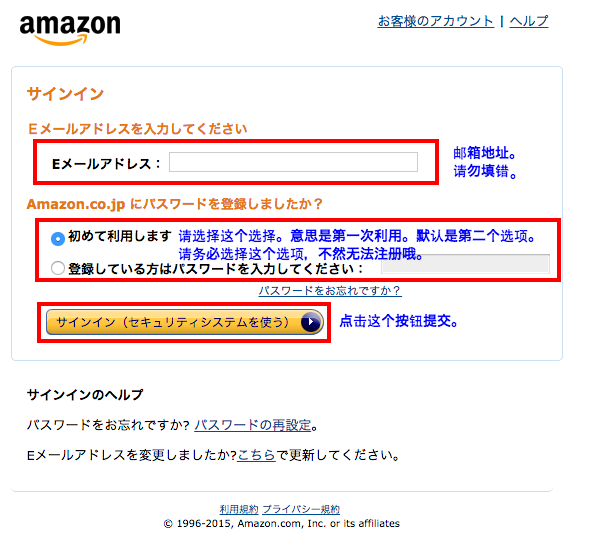 amazon
お客様のアカウント | ヘルプ
サインイン
Eメールアドレスを入力してください
Eメールアドレス：
邮箱地址。
请勿填错。
Amazon.co.jp にパスワードを登録しましたか？
初めて利用します 请选择这个选择。意思是第一次利用。默认是第二个选项。
请务必选择这个选项，不然无法注册哦。
登録している方はパスワードを入力してください：
パスワードをお忘れですか？
サインイン（セキュリティシステムを使う） 点击这个按钮提交。
サインインのヘルプ
パスワードをお忘れですか? パスワードの再設定。
Eメールアドレスを変更しましたか?こちらで更新してください。
利用規約 プライバシー規約
© 1996-2015, Amazon.com, Inc. or its affiliates